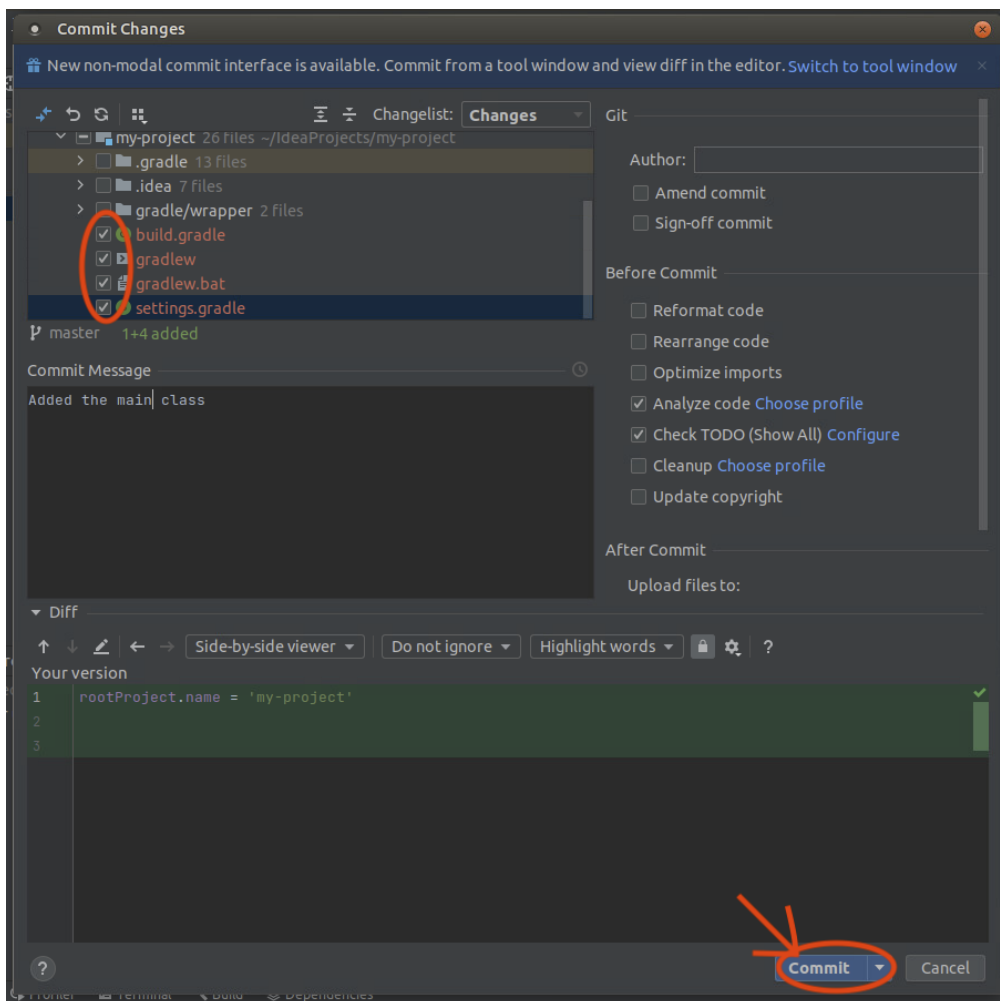 Commit Changes
New non-modal commit interface is available. Commit from a tool window and view diff in the editor. Switch to tool window
Changelist: Changes
my-project 26 files ~/IdeaProjects/my-project
.gradle 13 files
.idea 7 files
gradle/wrapper 2 files
build.gradle
gradlew
gradlew.bat
settings.gradle
master 1+4 added
Commit Message
Added the main class
Git
Author:
Amend commit
Sign-off commit
Before Commit
Reformat code
Rearrange code
Optimize imports
Analyze code Choose profile
Check TODO (Show All) Configure
Cleanup Choose profile
Update copyright
After Commit
Upload files to:
Diff
Side-by-side viewer Do not ignore Highlight words ?
Your version
1 rootProject.name = 'my-project'
2
3
? Commit Cancel
Profiler Terminal Build Dependencies